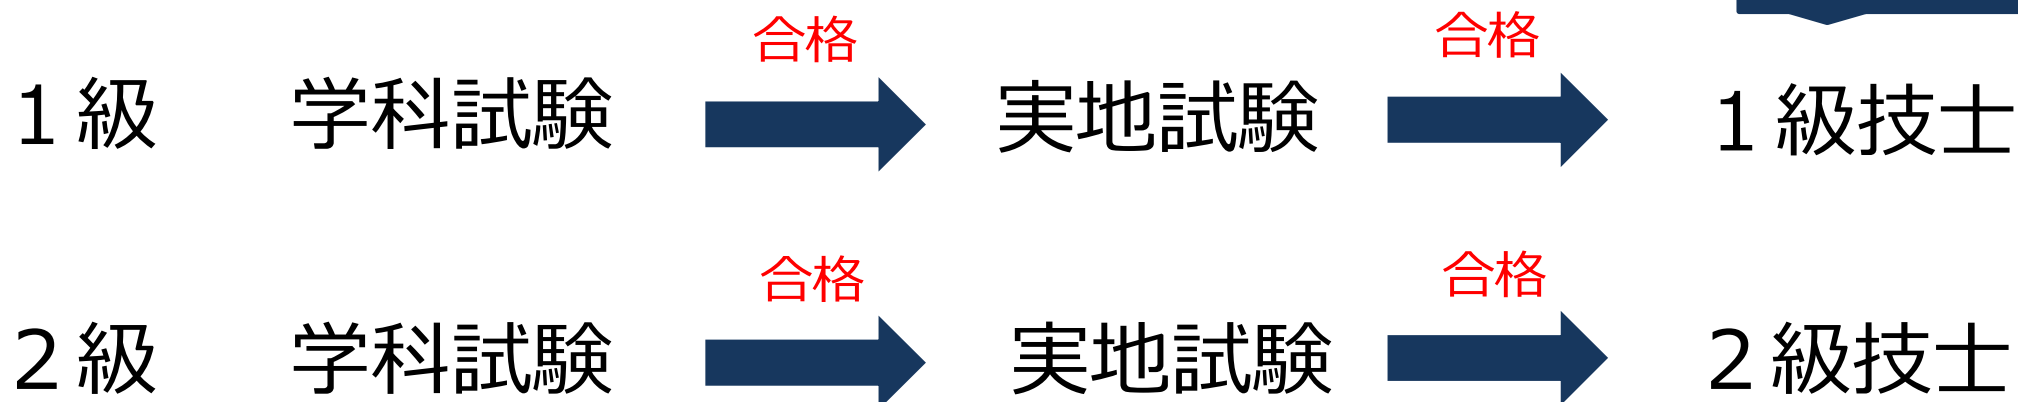 合格 合格
１級 学科試験 実地試験 １級技士
合格 合格
２級 学科試験 実地試験 ２級技士